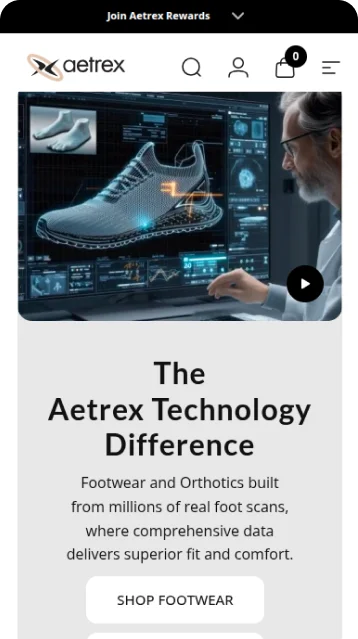 Join Aetrex Rewards
aetrex
0
The
Aetrex Technology
Difference
Footwear and Orthotics built
from millions of real foot scans,
where comprehensive data
delivers superior fit and comfort.
SHOP FOOTWEAR